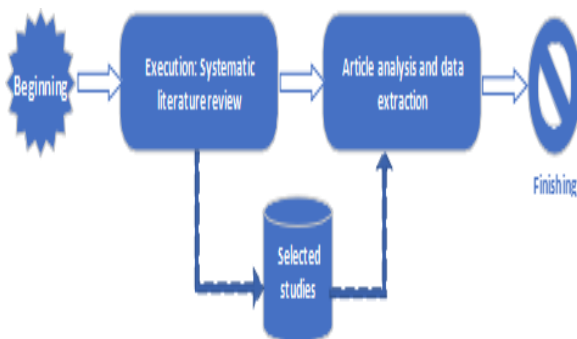 Beginning
Execution: Systematic
literature review
Article analysis and data
extraction
Finishing
Selected
studies